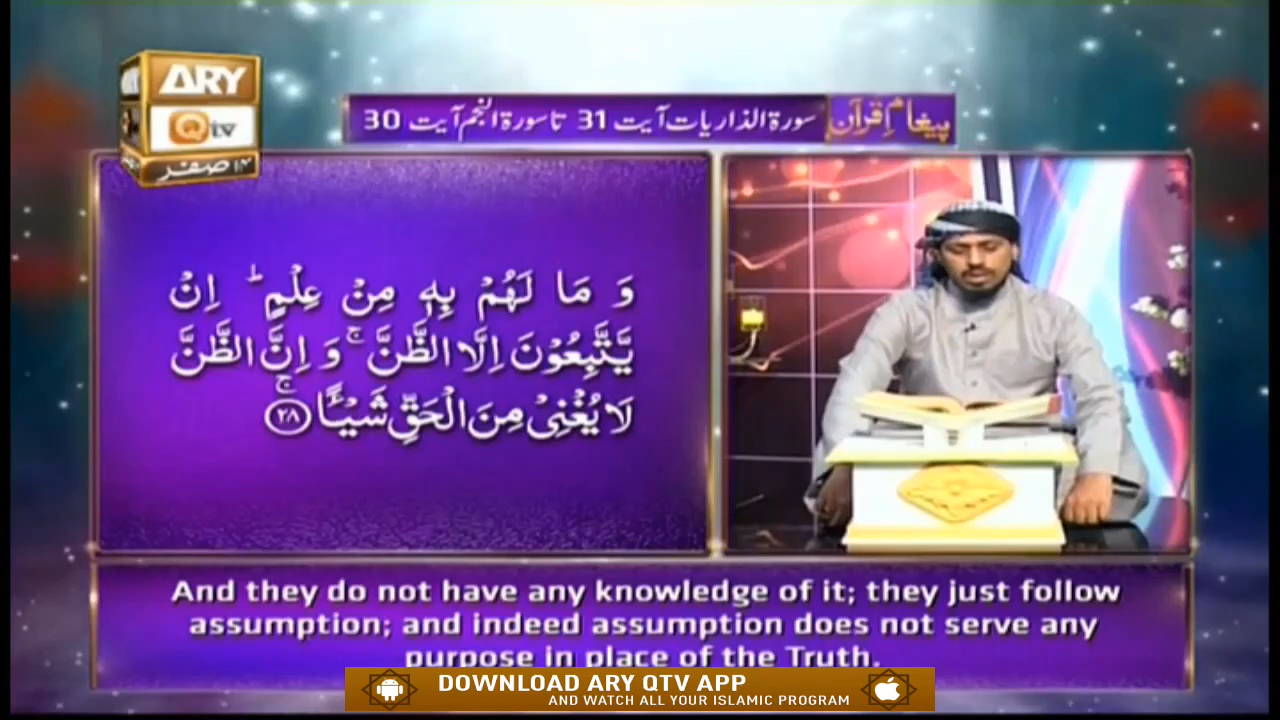 ARY
Qtv
۱۴ صفر
پیغام قرآن
سورۃ الذاریات آیت 31 تا سورۃ النجم آیت 30
وَ مَا لَهُمْ بِهٖ مِنْ عِلْمٍ ؕ اِنْ
یَّتَّبِعُوْنَ اِلَّا الظَّنَّ ۚ وَ اِنَّ الظَّنَّ
لَا یُغْنِیْ مِنَ الْحَقِّ شَیْـًٔا ۚ﴿۲۸﴾
And they do not have any knowledge of it; they just follow
assumption; and indeed assumption does not serve any
purpose in place of the Truth.
DOWNLOAD ARY QTV APP
AND WATCH ALL YOUR ISLAMIC PROGRAM